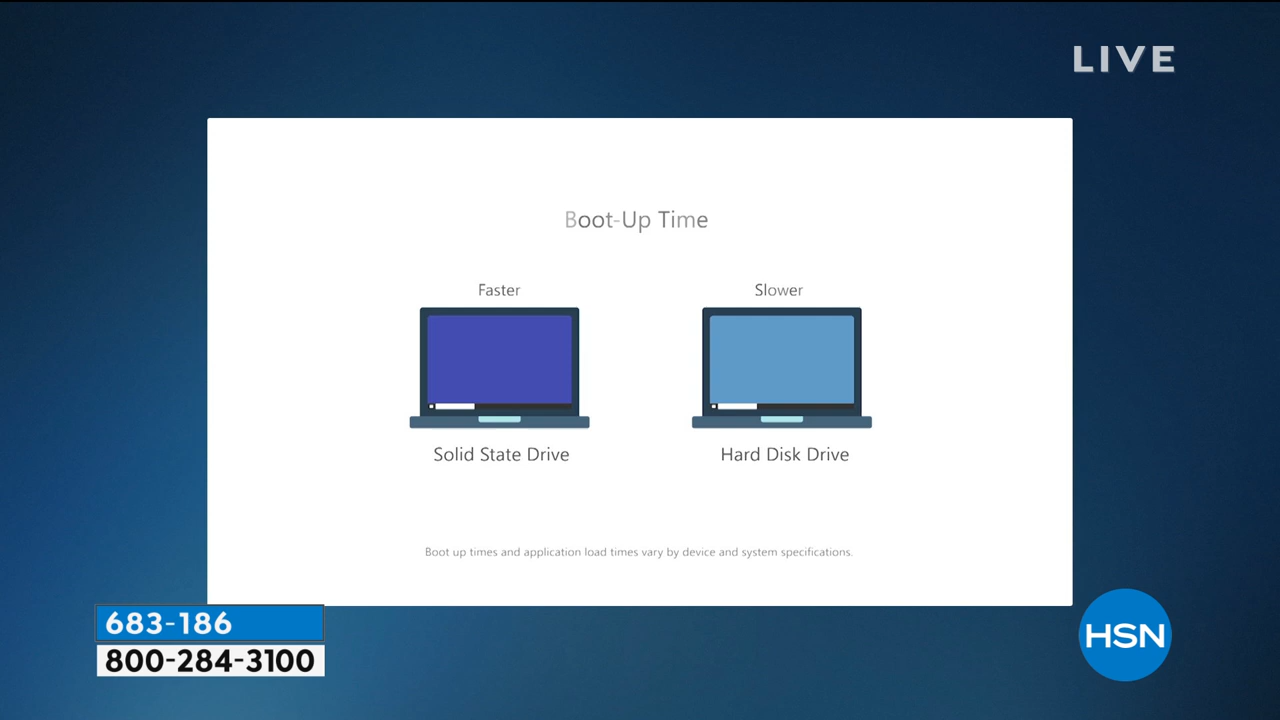 LIVE
Boot-Up Time
Faster
Slower
Solid State Drive
Hard Disk Drive
Boot up times and application load times vary by device and system specifications.
683-186
800-284-3100
HSN